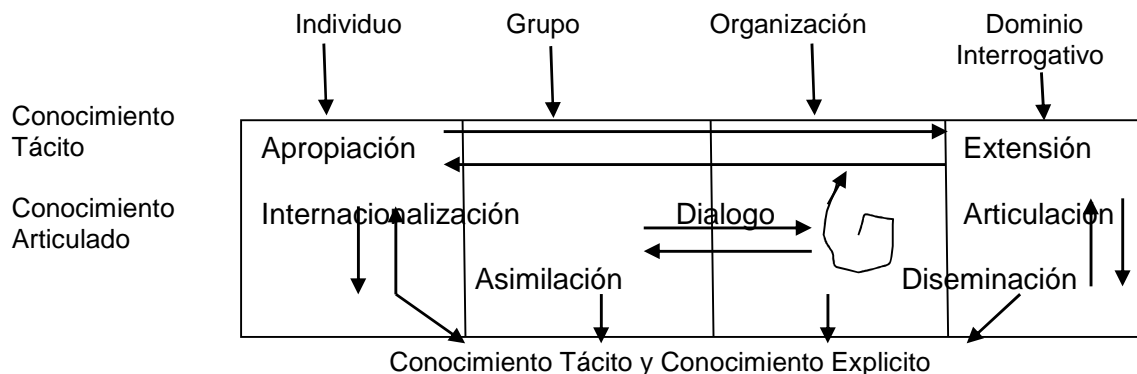 Individuo Grupo Organización Dominio
Interrogativo
Conocimiento
Tácito
Apropiación Extensión
Conocimiento
Articulado
Internacionalización Dialogo Articulación
Asimilación Diseminación
Conocimiento Tácito y Conocimiento Explicito